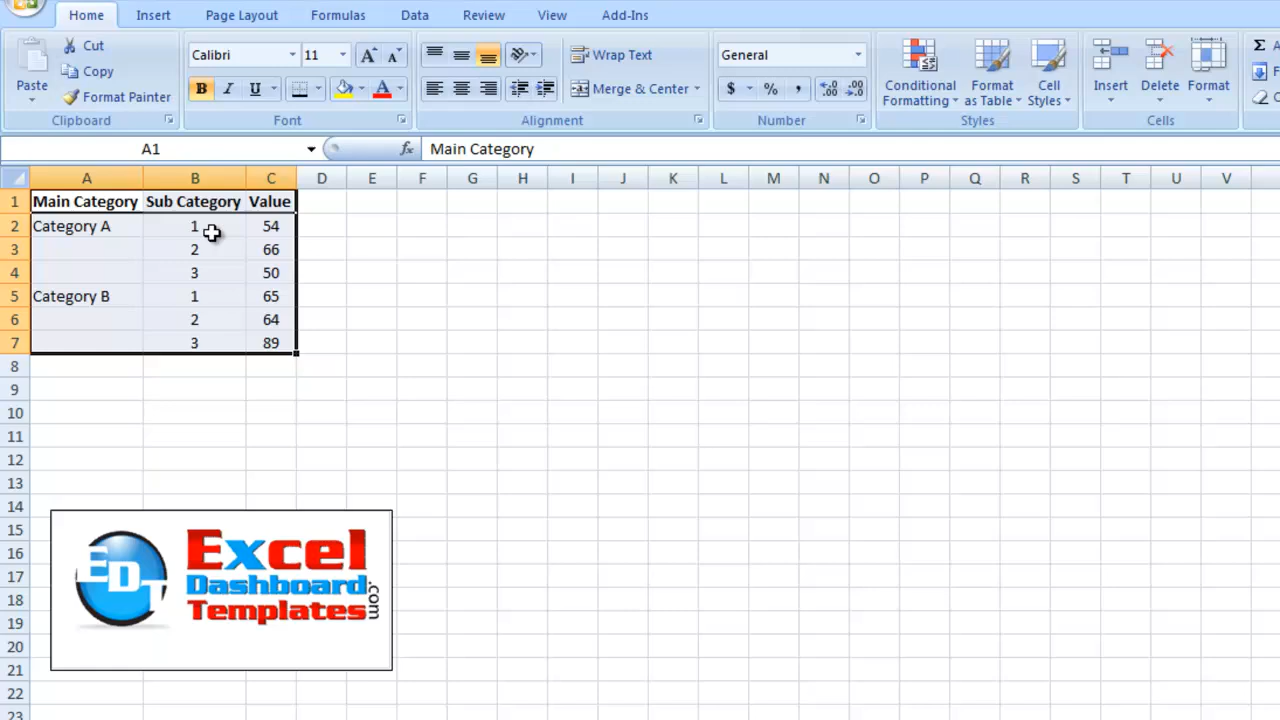 Home Insert Page Layout Formulas Data Review View Add-Ins
Paste
Cut
Copy
Format Painter
Clipboard
Calibri 11 A A
B I U A
Font
Wrap Text
Merge & Center
Alignment
General
$ % , .00
Number
Conditional Formatting
Format as Table
Cell Styles
Styles
Insert Delete Format
Cells
Σ
A1 fx Main Category
A B C D E F G H I J K L M N O P Q R S T U V
1 Main Category Sub Category Value
2 Category A 1 54
3 2 66
4 3 50
5 Category B 1 65
6 2 64
7 3 89
8
9
10
11
12
13
14
15
16
17
18
19
20
21
22
23
EDT
Excel
Dashboard
Templates
.com